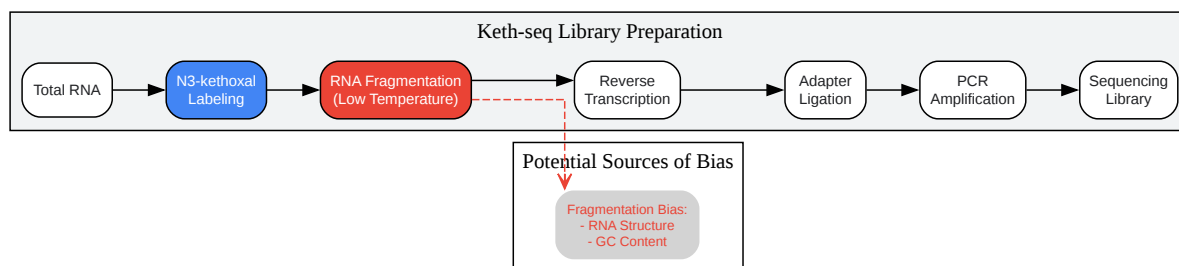 Keth-seq Library Preparation
Total RNA
N3-kethoxal
Labeling
RNA Fragmentation
(Low Temperature)
Reverse
Transcription
Adapter
Ligation
PCR
Amplification
Sequencing
Library
Potential Sources of Bias
Fragmentation Bias:
- RNA Structure
- GC Content